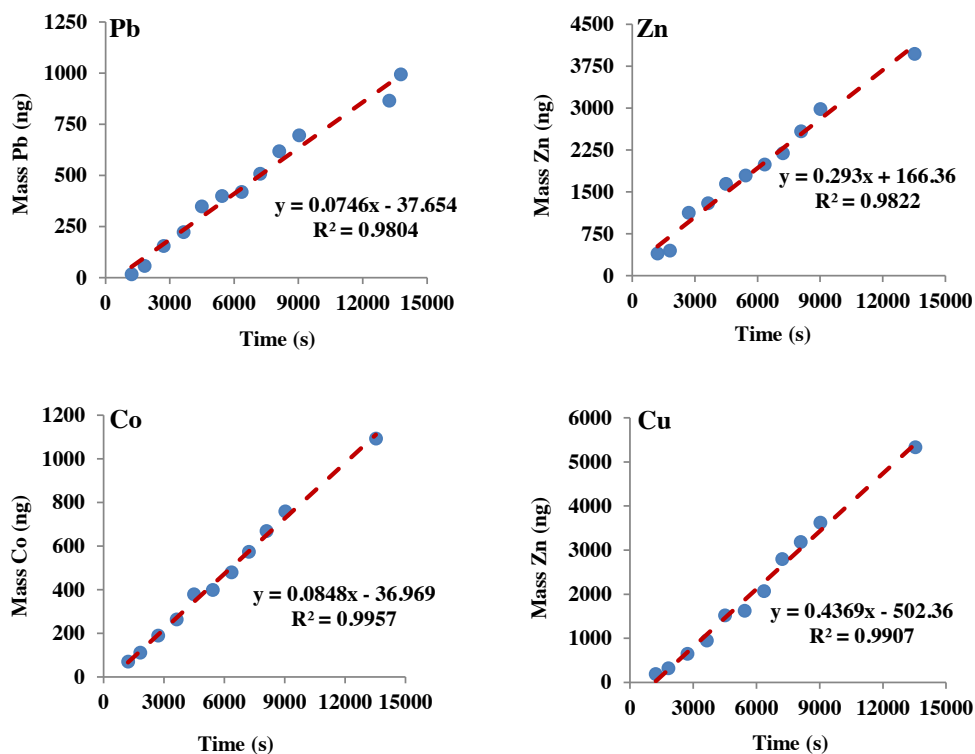 Pb
1250
1000
750
500
250
0
Mass Pb (ng)
y = 0.0746x - 37.654
R² = 0.9804
0 3000 6000 9000 12000 15000
Time (s)
Zn
4500
3750
3000
2250
1500
750
0
Mass Zn (ng)
y = 0.293x + 166.36
R² = 0.9822
0 3000 6000 9000 12000 15000
Time (s)
Co
1200
1000
800
600
400
200
0
Mass Co (ng)
y = 0.0848x - 36.969
R² = 0.9957
0 3000 6000 9000 12000 15000
Time (s)
Cu
6000
5000
4000
3000
2000
1000
0
Mass Zn (ng)
y = 0.4369x - 502.36
R² = 0.9907
0 3000 6000 9000 12000 15000
Time (s)